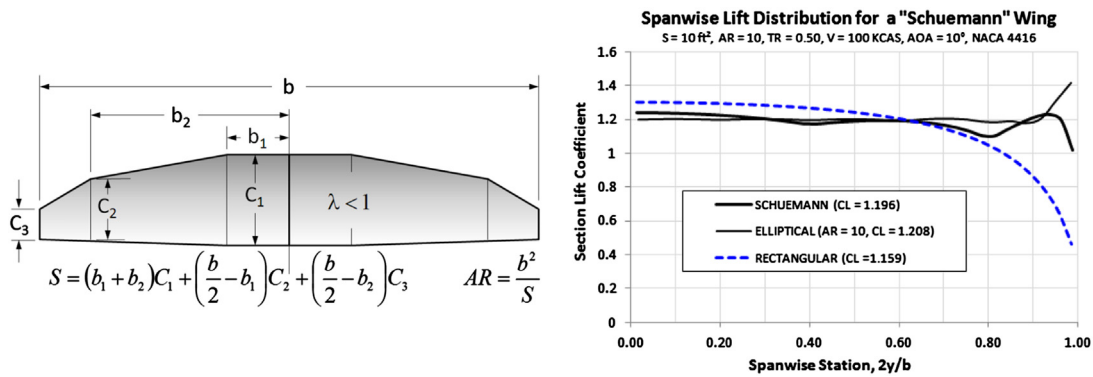 b
b₂
b₁
C₁
C₂
C₃
λ < 1
S = (b₁ + b₂)C₁ + (b/2 − b₁)C₂ + (b/2 − b₂)C₃
AR = b²/S
Spanwise Lift Distribution for a "Schuemann" Wing
S = 10 ft², AR = 10, TR = 0.50, V = 100 KCAS, AOA = 10°, NACA 4416
Section Lift Coefficient
1.6
1.4
1.2
1
0.8
0.6
0.4
0.2
0
SCHUEMANN (CL = 1.196)
ELLIPTICAL (AR = 10, CL = 1.208)
RECTANGULAR (CL =1.159)
0.00 0.20 0.40 0.60 0.80 1.00
Spanwise Station, 2y/b